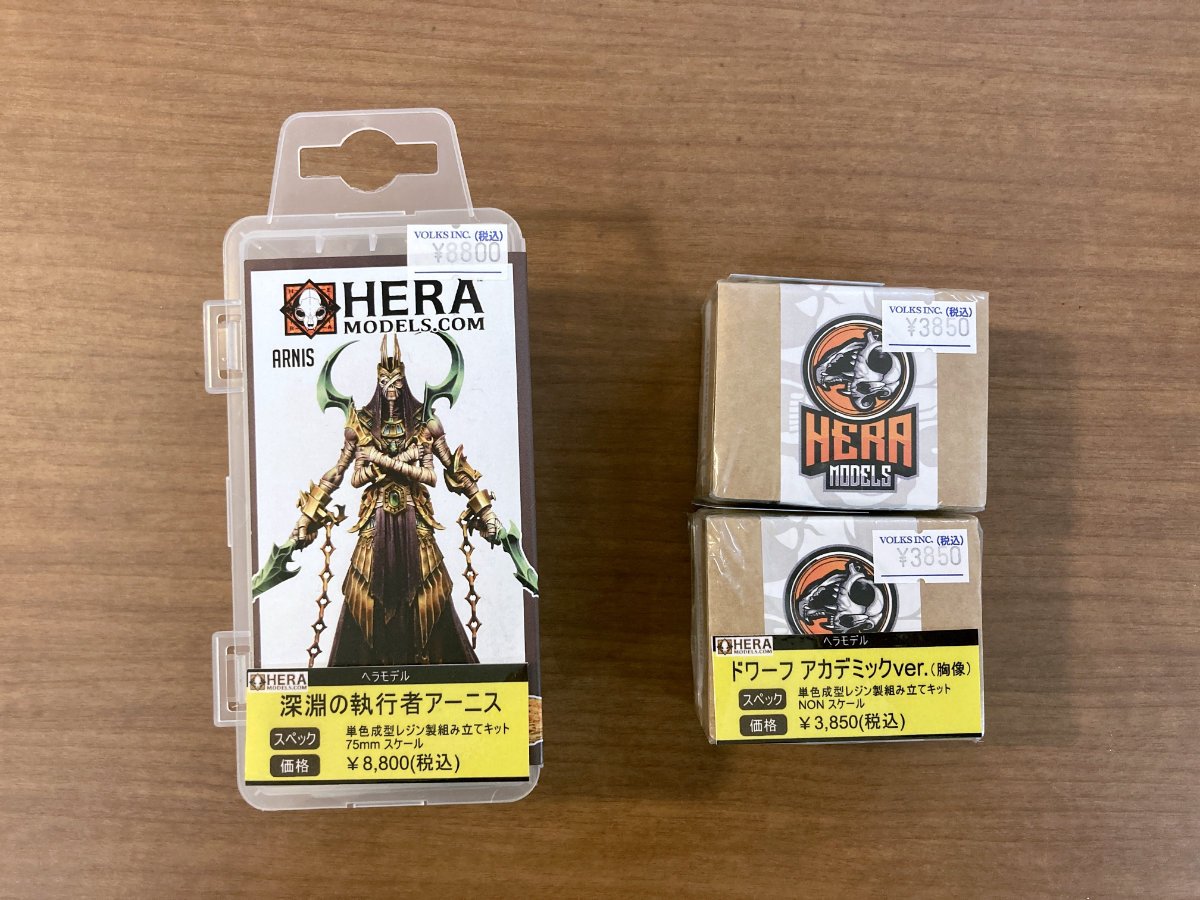 VOLKS INC. (税込)
¥8800
HERA
MODELS.COM
ARNIS
HERA
MODELS.COM
ヘラモデル
深淵の執行者アーニス
スペック
単色成型レジン製組み立てキット
75mm スケール
価格
¥8,800(税込)
VOLKS INC. (税込)
¥3850
HERA
MODELS
VOLKS INC. (税込)
¥3850
HERA
MODELS.COM
ヘラモデル
ドワーフ アカデミックver.(胸像)
スペック
単色成型レジン製組み立てキット
NON スケール
価格
¥3,850(税込)